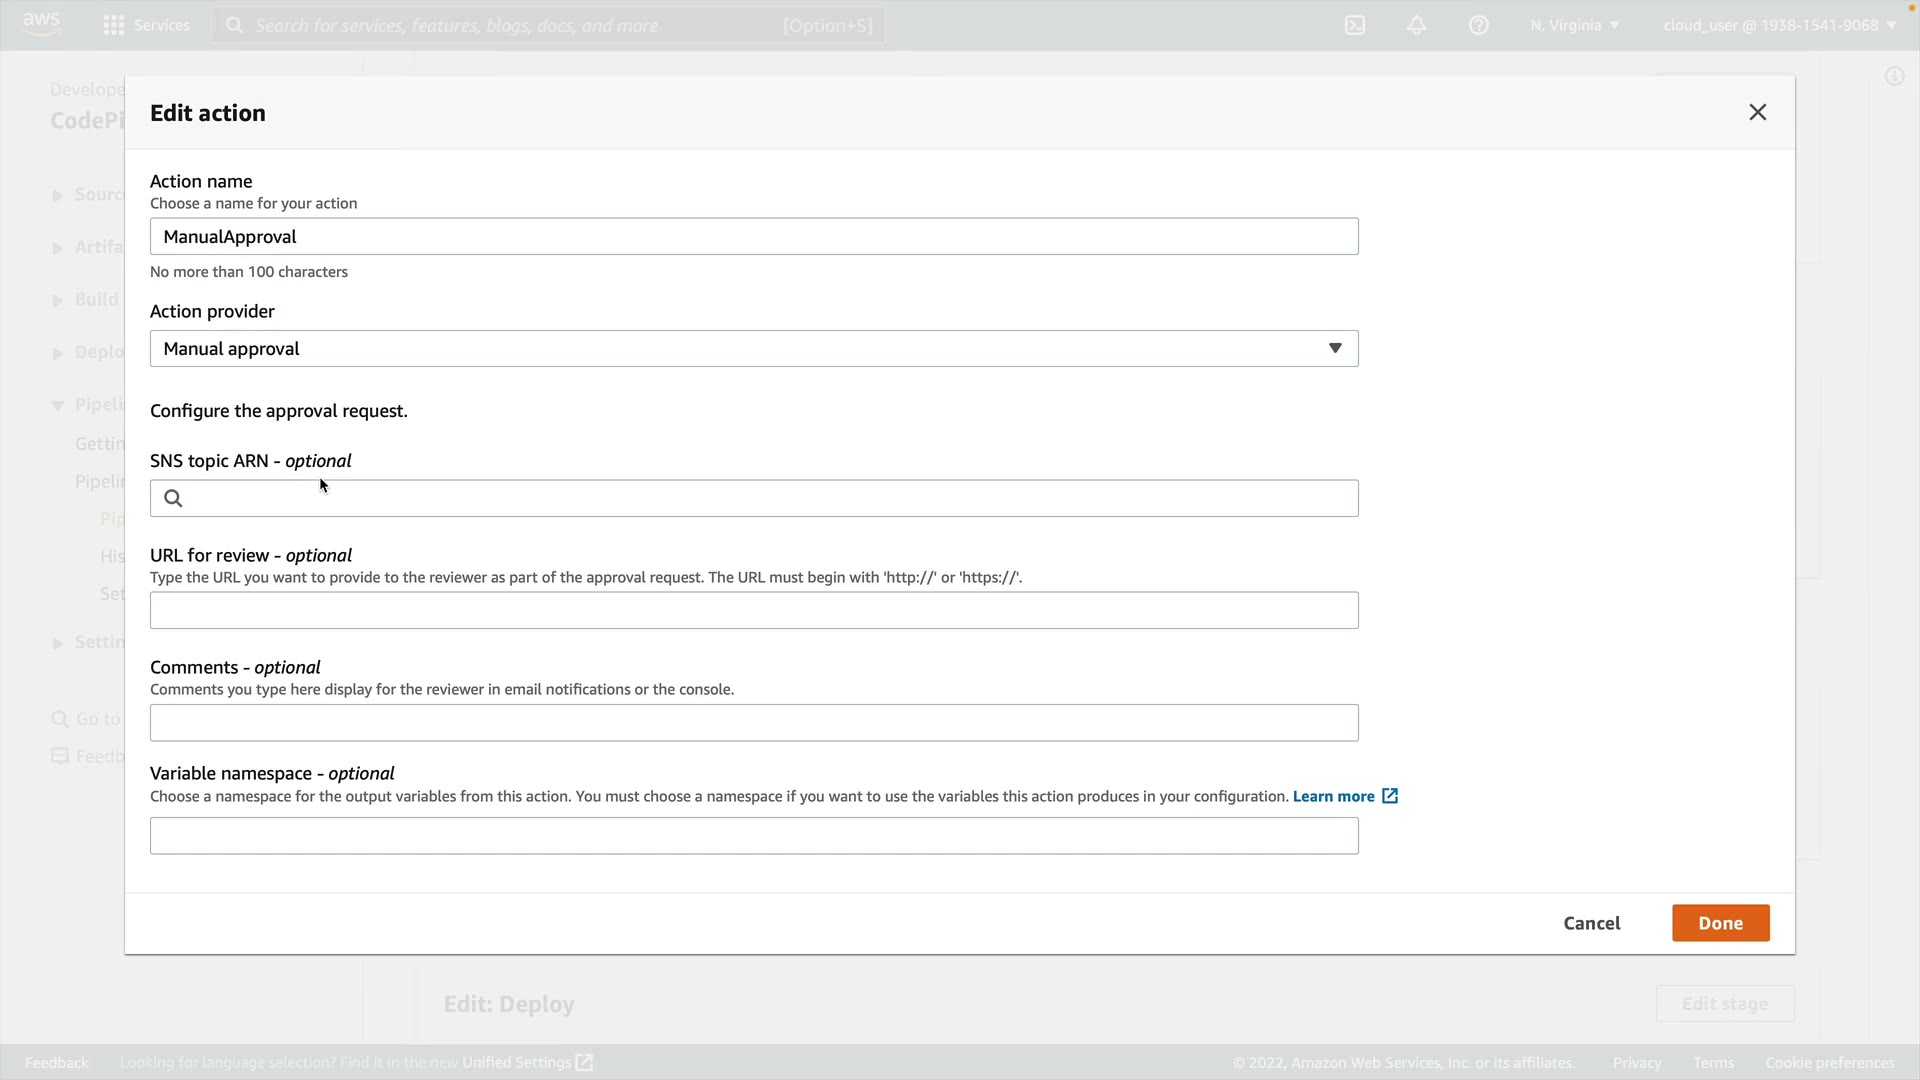 aws
Services
Search for services, features, blogs, docs, and more
[Option+S]
N. Virginia
cloud_user @ 1938-1541-9068
Develope
CodePi
Sourc
Artifa
Build
Deplo
Pipeli
Gettin
Pipelin
Pip
His
Set
Settin
Go to
Feedb
Edit action
Action name
Choose a name for your action
ManualApproval
No more than 100 characters
Action provider
Manual approval
Configure the approval request.
SNS topic ARN - optional
URL for review - optional
Type the URL you want to provide to the reviewer as part of the approval request. The URL must begin with 'http://' or 'https://'.
Comments - optional
Comments you type here display for the reviewer in email notifications or the console.
Variable namespace - optional
Choose a namespace for the output variables from this action. You must choose a namespace if you want to use the variables this action produces in your configuration. Learn more
Cancel
Done
Edit: Deploy
Edit stage
Feedback
Looking for language selection? Find it in the new Unified Settings
© 2022, Amazon Web Services, Inc. or its affiliates.
Privacy
Terms
Cookie preferences